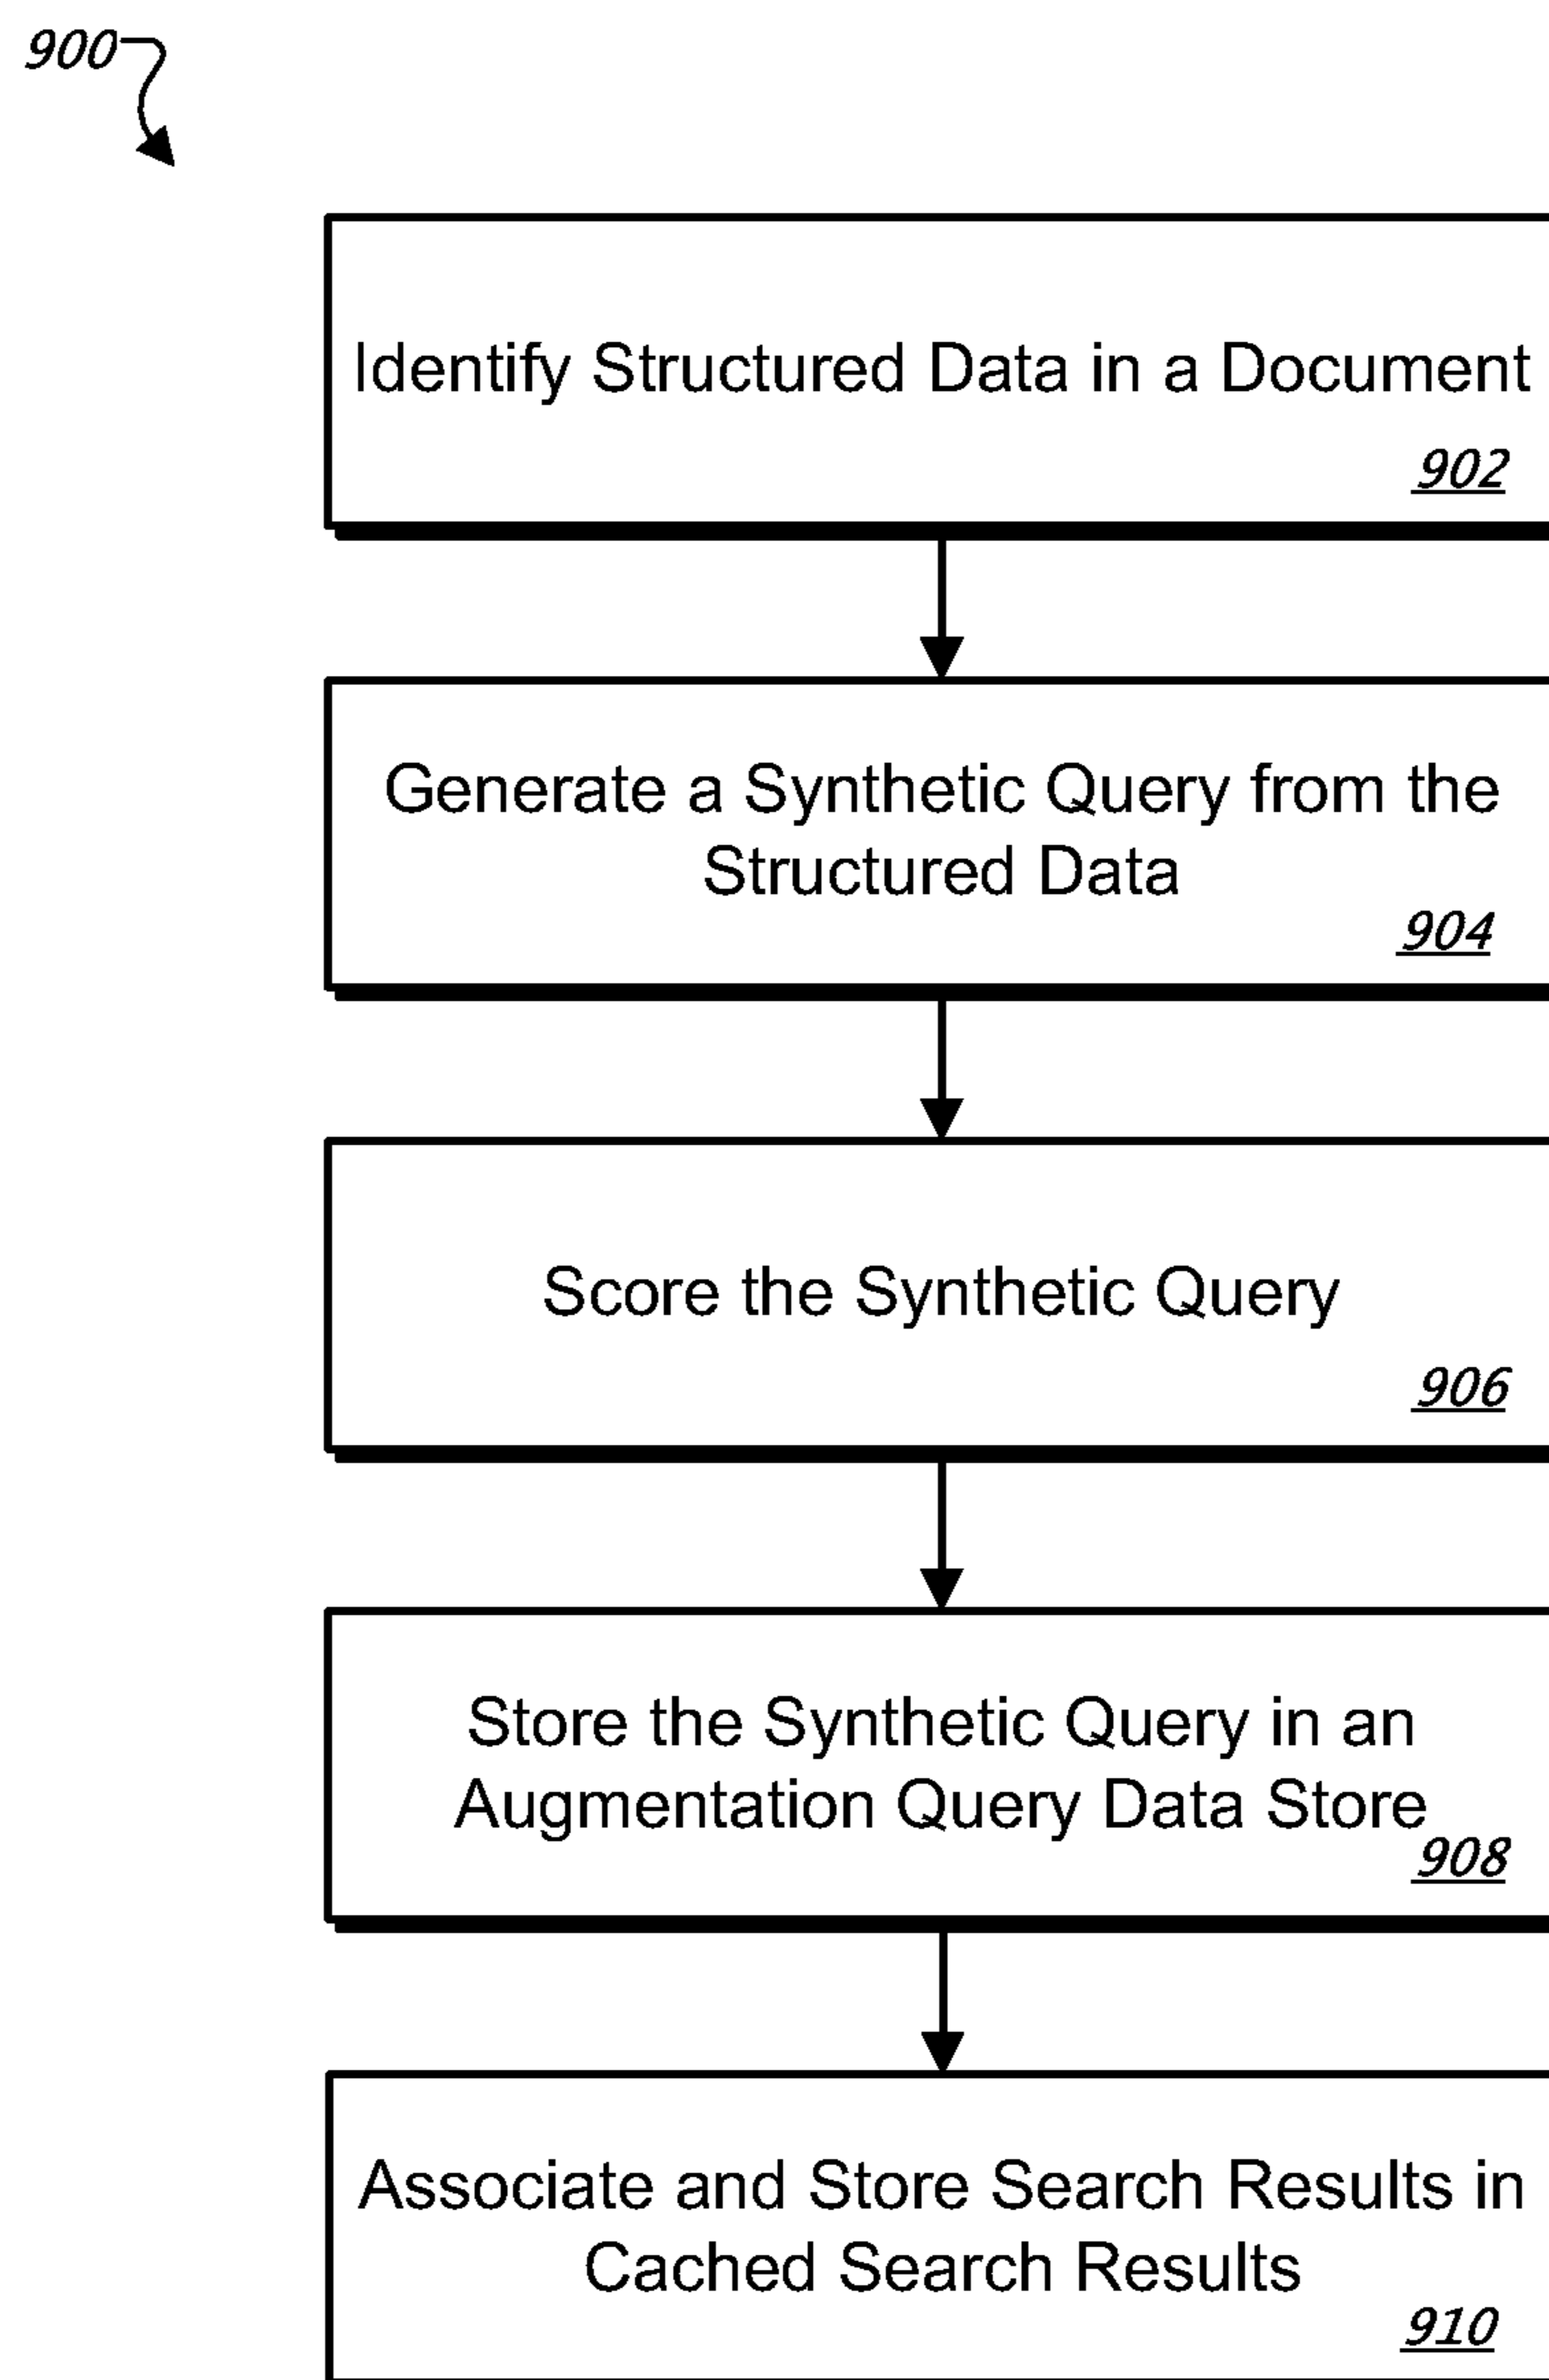 900
Identify Structured Data in a Document
902
Generate a Synthetic Query from the
Structured Data
904
Score the Synthetic Query
906
Store the Synthetic Query in an
Augmentation Query Data Store
908
Associate and Store Search Results in
Cached Search Results
910